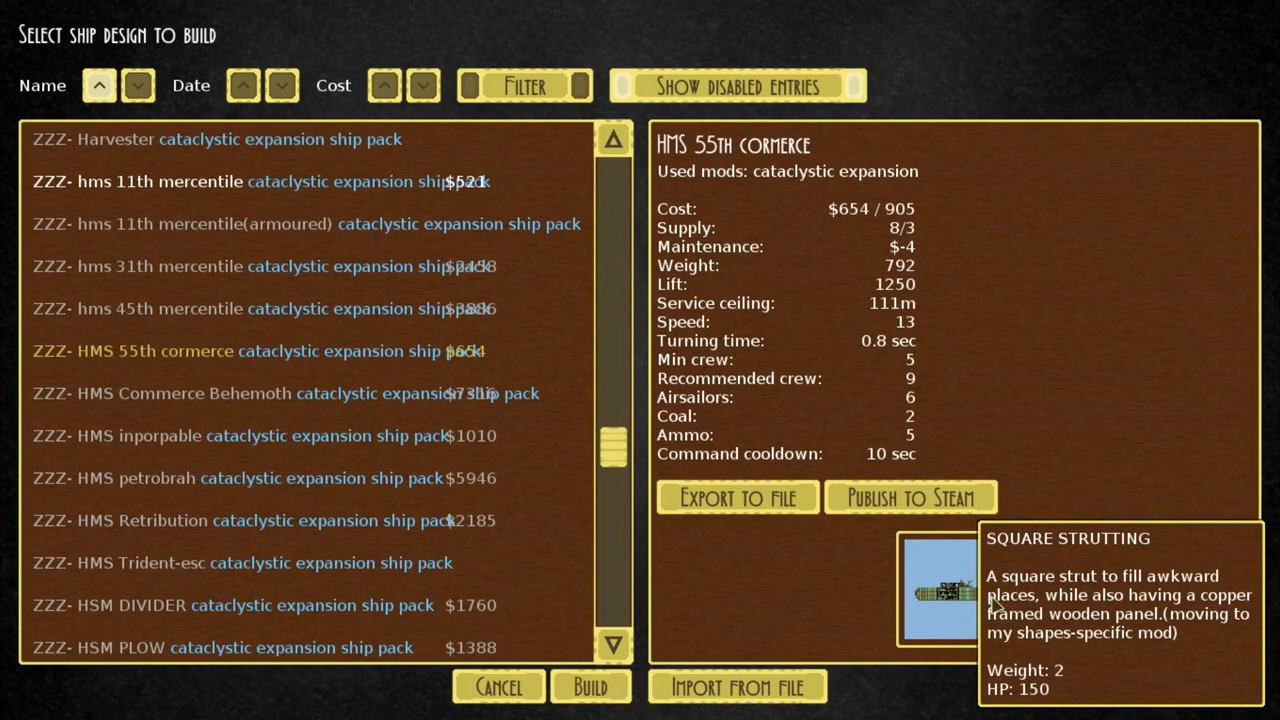 Select ship design to build
Name Date Cost Filter Show disabled entries
ZZZ- Harvester cataclystic expansion ship pack
ZZZ- hms 11th mercentile cataclystic expansion ship pack $521
ZZZ- hms 11th mercentile(armoured) cataclystic expansion ship pack
ZZZ- hms 31th mercentile cataclystic expansion ship pack
ZZZ- hms 45th mercentile cataclystic expansion ship pack
ZZZ- HMS 55th commerce cataclystic expansion ship pack $654
ZZZ- HMS Commerce Behemoth cataclystic expansion ship pack
ZZZ- HMS inporpable cataclystic expansion ship pack $1010
ZZZ- HMS petrobrah cataclystic expansion ship pack $5946
ZZZ- HMS Retribution cataclystic expansion ship pack $2185
ZZZ- HMS Trident-esc cataclystic expansion ship pack
ZZZ- HSM DIVIDER cataclystic expansion ship pack $1760
ZZZ- HSM PLOW cataclystic expansion ship pack $1388
Cancel Build
HMS 55th cormerce
Used mods: cataclystic expansion
Cost: $654 / 905
Supply: 8/3
Maintenance: $-4
Weight: 792
Lift: 1250
Service ceiling: 111m
Speed: 13
Turning time: 0.8 sec
Min crew: 5
Recommended crew: 9
Airsailors: 6
Coal: 2
Ammo: 5
Command cooldown: 10 sec
Export to file Publish to Steam
SQUARE STRUTTING
A square strut to fill awkward
places, while also having a copper
framed wooden panel.(moving to
my shapes-specific mod)
Weight: 2
HP: 150
Import from file